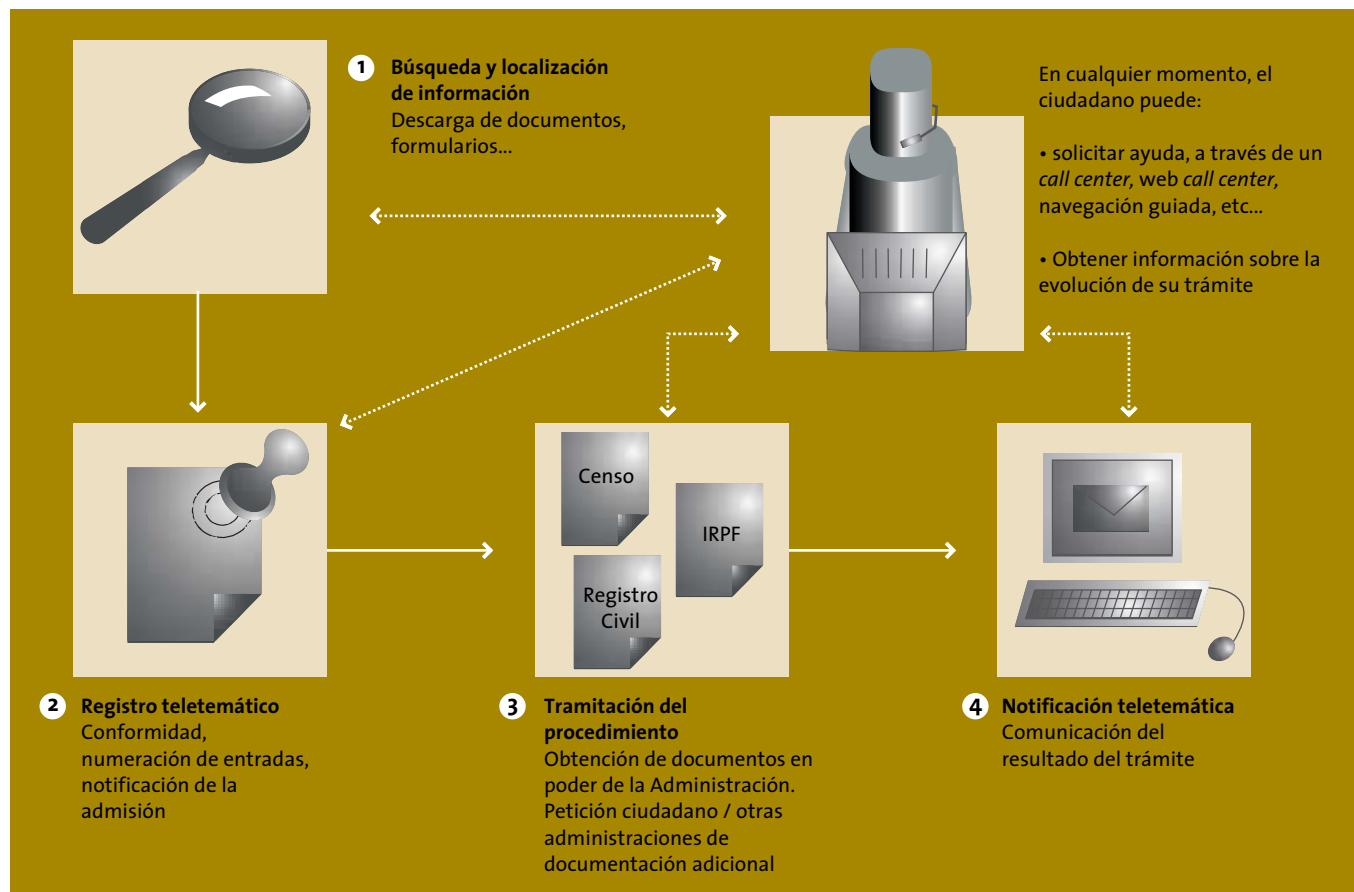 1 Búsqueda y localización
de información
Descarga de documentos,
formularios...
En cualquier momento, el
ciudadano puede:
• solicitar ayuda, a través de un
call center, web call center,
navegación guiada, etc...
• Obtener información sobre la
evolución de su trámite
Censo
IRPF
Registro
Civil
2 Registro teletemático
Conformidad,
numeración de entradas,
notificación de la
admisión
3 Tramitación del
procedimiento
Obtención de documentos en
poder de la Administración.
Petición ciudadano / otras
administraciones de
documentación adicional
4 Notificación teletemática
Comunicación del
resultado del trámite